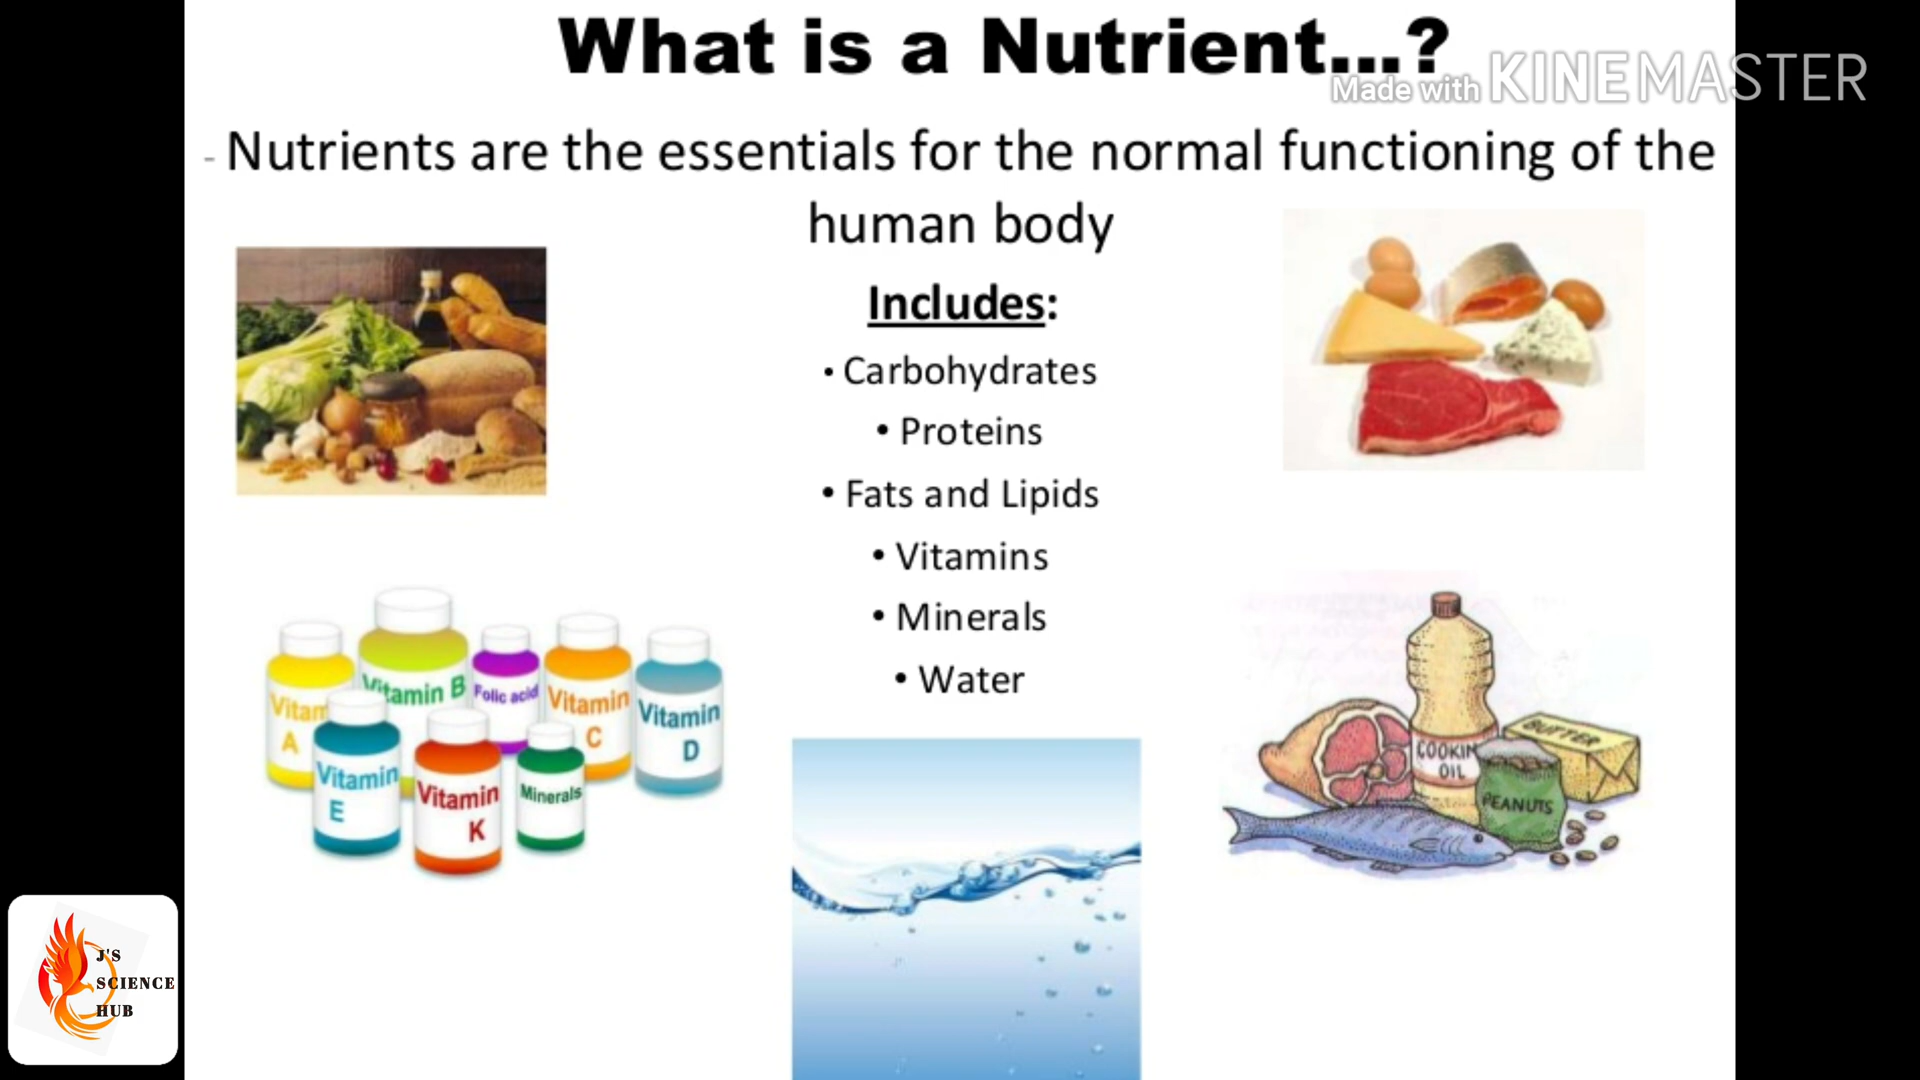 What is a Nutrient...?
Made with KINEMASTER
- Nutrients are the essentials for the normal functioning of the
human body
Includes:
• Carbohydrates
• Proteins
• Fats and Lipids
• Vitamins
• Minerals
• Water
Vitamin B
Folic acid
Vitamin
C
Vitamin
D
Vitam
A
Vitamin
E
Vitamin
K
Minerals
COOKIN
OIL
BUTTER
PEANUTS
J'S
SCIENCE
HUB